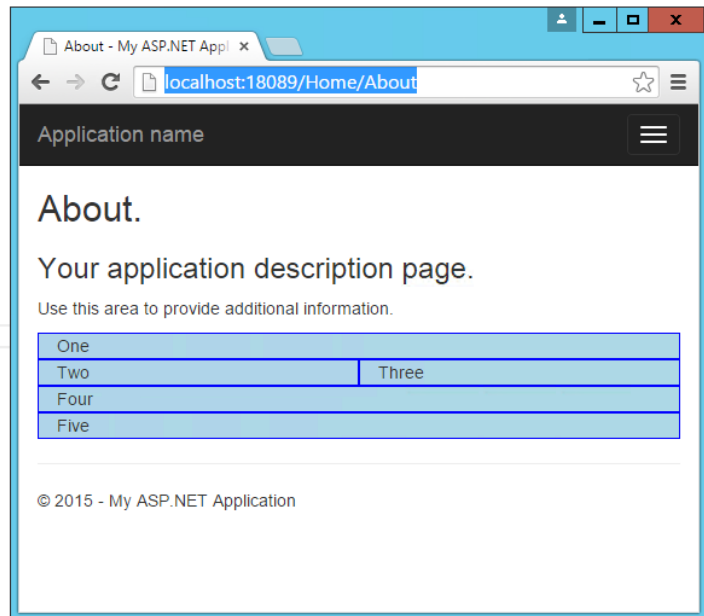 About - My ASP.NET Appl
localhost:18089/Home/About
Application name
About.
Your application description page.
Use this area to provide additional information.
One
Two Three
Four
Five
© 2015 - My ASP.NET Application